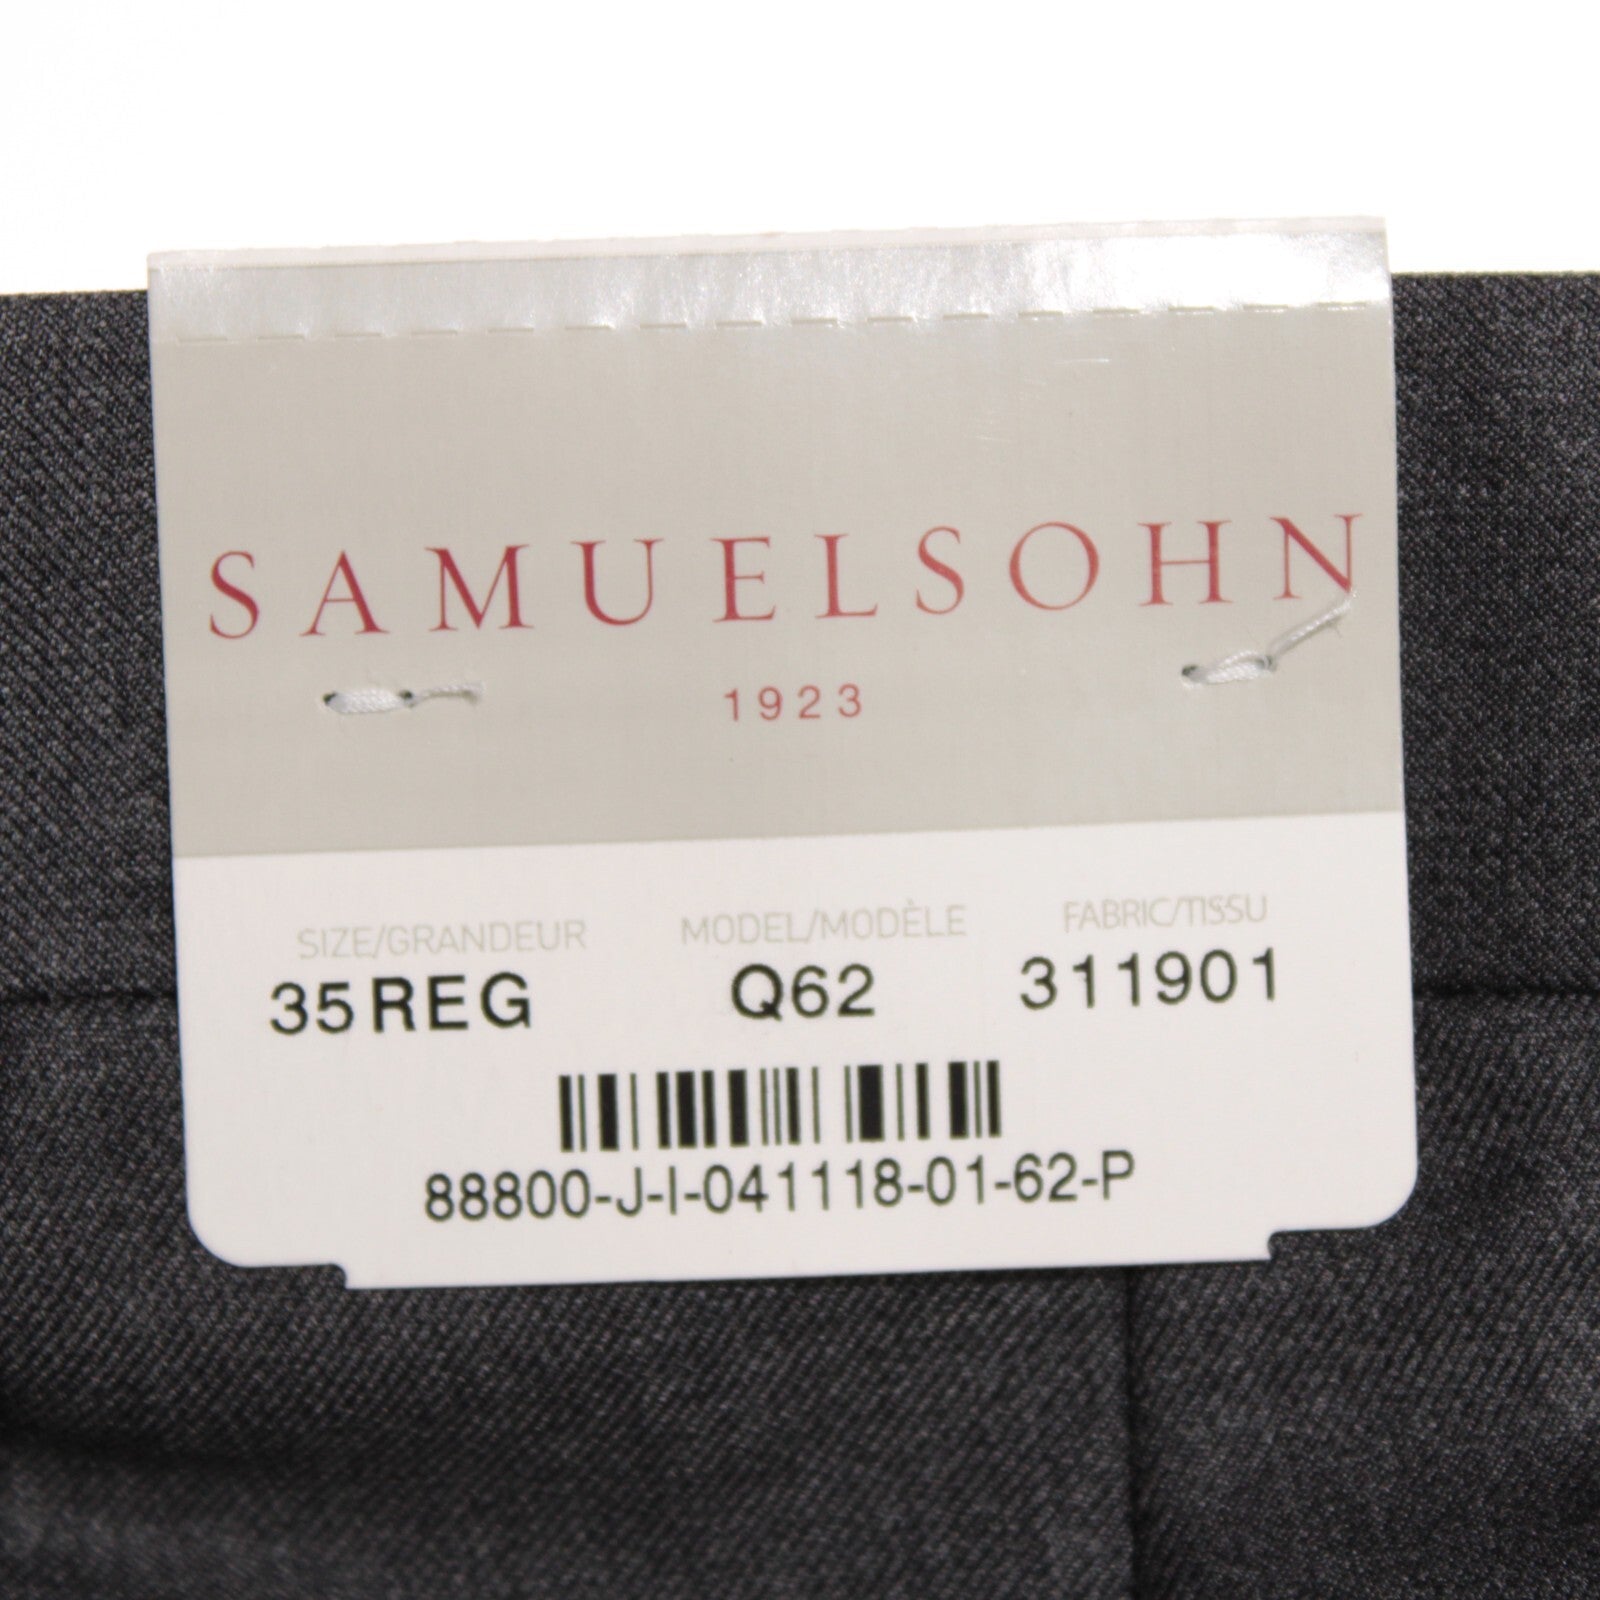 SAMUELSOHN
1923
SIZE/GRANDEUR MODEL/MODÈLE FABRIC/TISSU
35REG Q62 311901
88800-J-I-041118-01-62-P